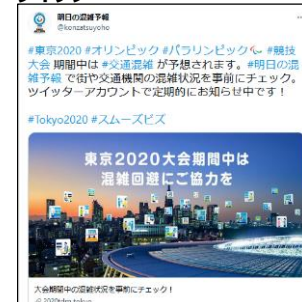 明日の混雑予報
@konzatsuyoho
#東京2020 #オリンピック #パラリンピック #競技
大会 期間中は #交通混雑 が予想されます。#明日の混
雑予報 で街や交通機関の混雑状況を事前にチェック。
ツイッターアカウントで定期的にお知らせ中です!
#Tokyo2020 #スムーズビズ
東京2020大会期間中は
混雑回避にご協力を
大会期間中の混雑状況を事前にチェック!